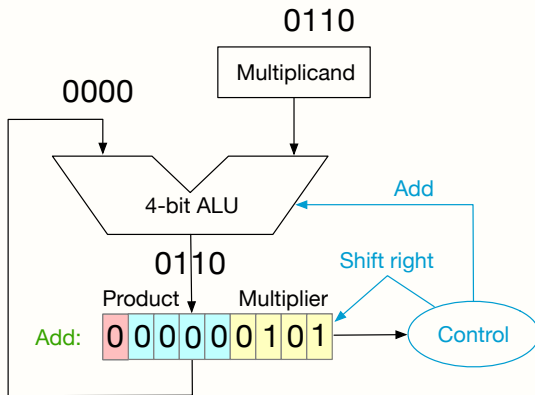 0110
Multiplicand
0000
4-bit ALU
Add
0110
Shift right
Product Multiplier
Add: 0 0 0 0 0 0 1 0 1 Control